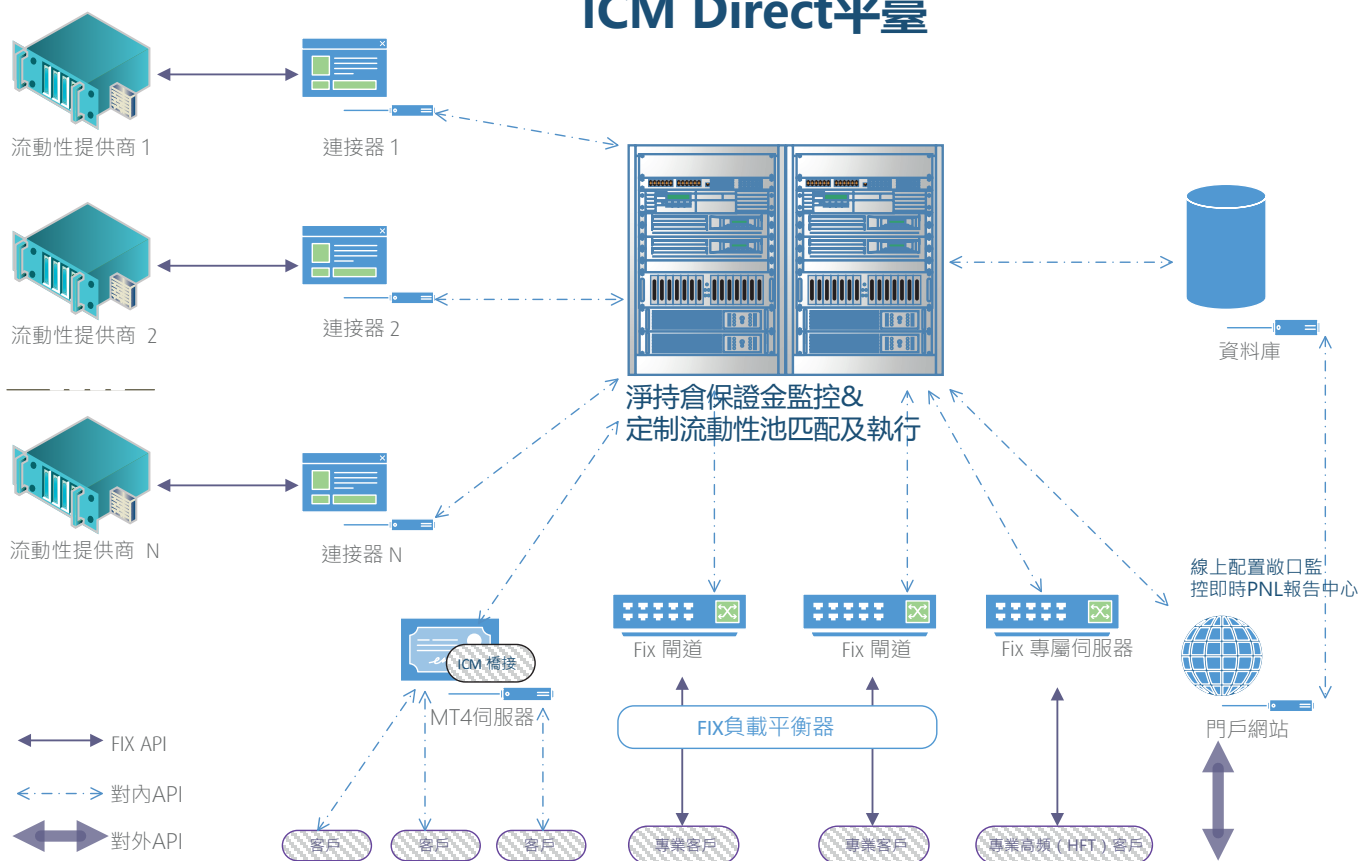 ICM Direct平臺
流動性提供商 1
連接器 1
流動性提供商 2
連接器 2
資料庫
淨持倉保證金監控&
定制流動性池匹配及執行
流動性提供商 N
連接器 N
線上配置敞口監
控即時PNL報告中心
Fix 閘道
Fix 閘道
Fix 專屬伺服器
ICM 橋接
MT4伺服器
FIX負載平衡器
門戶網站
FIX API
對內API
對外API
客戶
客戶
客戶
專業客戶
專業客戶
專業高頻（HFT）客戶